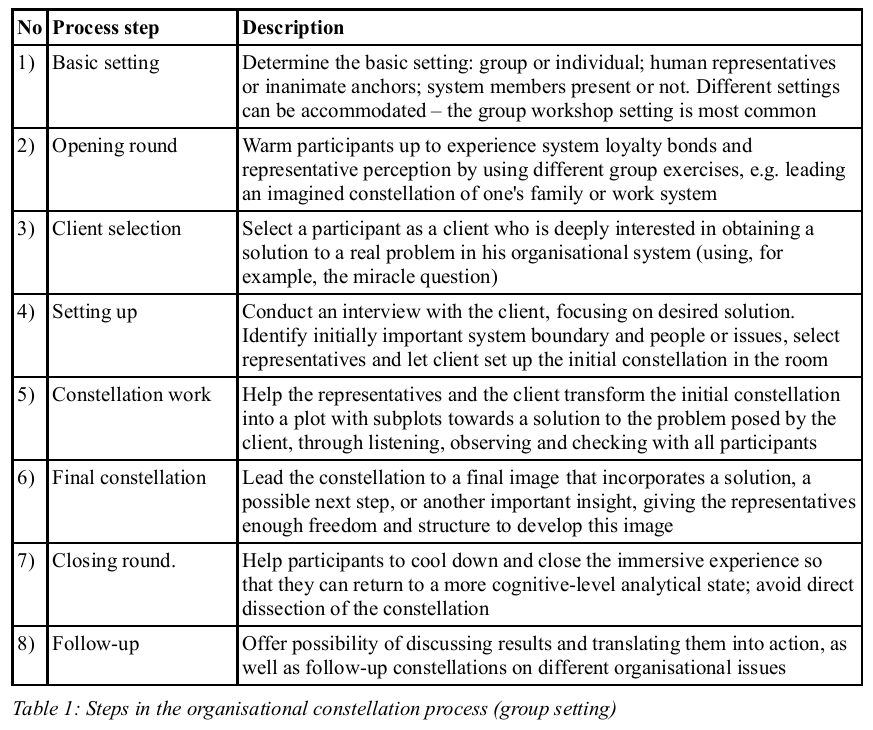 No Process step Description
1) Basic setting Determine the basic setting: group or individual; human representatives
or inanimate anchors; system members present or not. Different settings
can be accommodated – the group workshop setting is most common
2) Opening round Warm participants up to experience system loyalty bonds and
representative perception by using different group exercises, e.g. leading
an imagined constellation of one's family or work system
3) Client selection Select a participant as a client who is deeply interested in obtaining a
solution to a real problem in his organisational system (using, for
example, the miracle question)
4) Setting up Conduct an interview with the client, focusing on desired solution.
Identify initially important system boundary and people or issues, select
representatives and let client set up the initial constellation in the room
5) Constellation work Help the representatives and the client transform the initial constellation
into a plot with subplots towards a solution to the problem posed by the
client, through listening, observing and checking with all participants
6) Final constellation Lead the constellation to a final image that incorporates a solution, a
possible next step, or another important insight, giving the representatives
enough freedom and structure to develop this image
7) Closing round. Help participants to cool down and close the immersive experience so
that they can return to a more cognitive-level analytical state; avoid direct
dissection of the constellation
8) Follow-up Offer possibility of discussing results and translating them into action, as
well as follow-up constellations on different organisational issues
Table 1: Steps in the organisational constellation process (group setting)